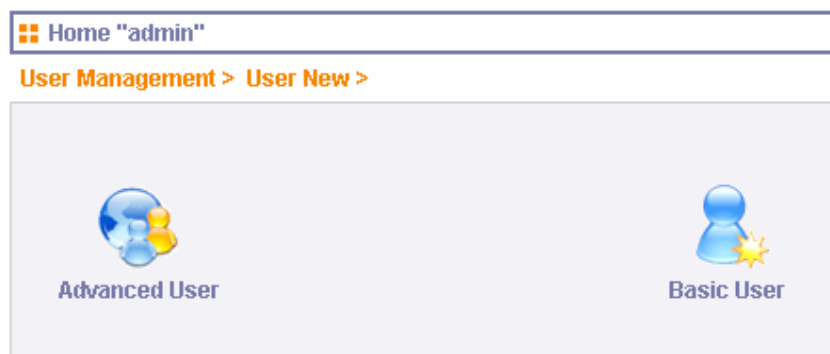 Home "admin"
User Management > User New >
Advanced User
Basic User